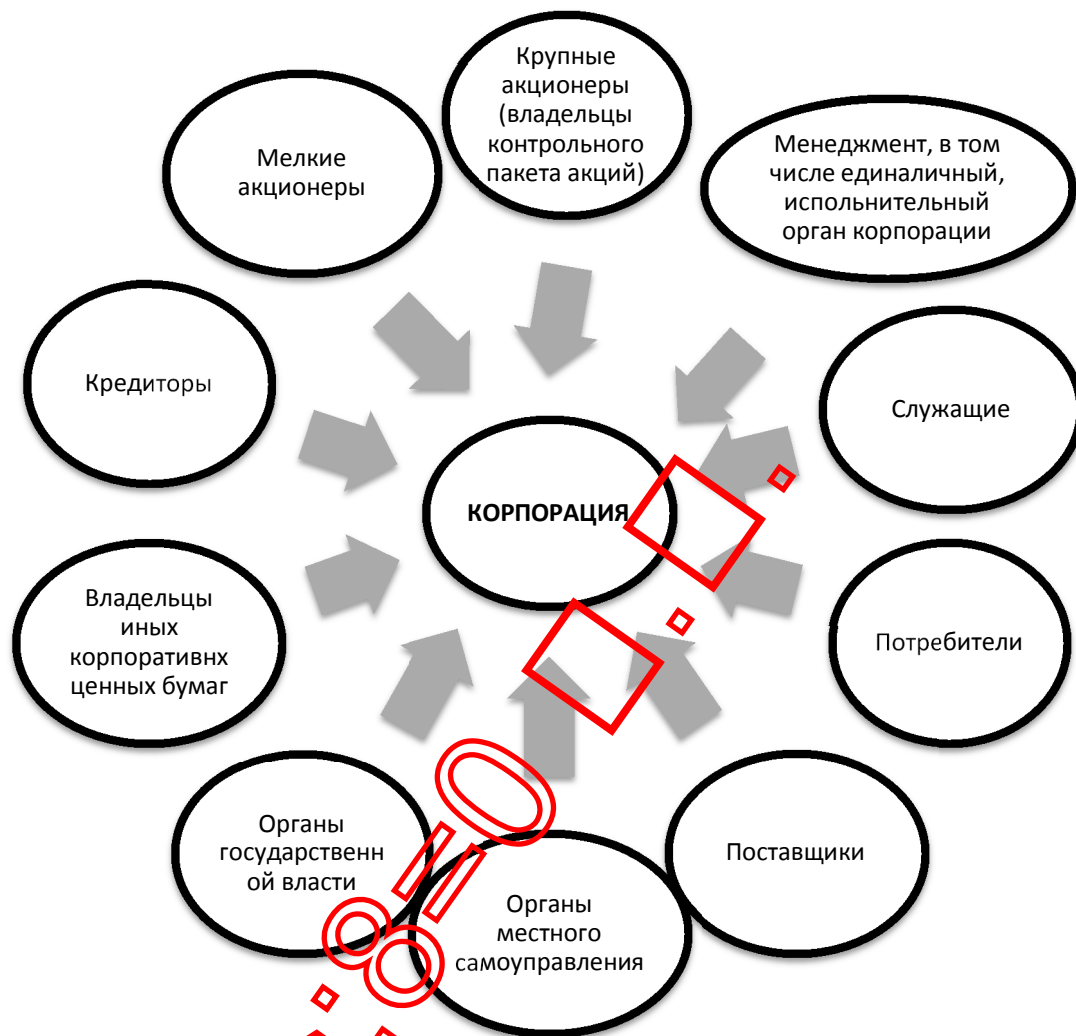 Крупные
акционеры
(владельцы
контрольного
пакета акций)
Мелкие
акционеры
Менеджмент, в том
числе единаличный,
испольнительный
орган корпорации
Кредиторы
Служащие
КОРПОРАЦИЯ
Владельцы
иных
корпоративнх
ценных бумаг
Потребители
Органы
государственн
ой власти
Поставщики
Органы
местного
самоуправления